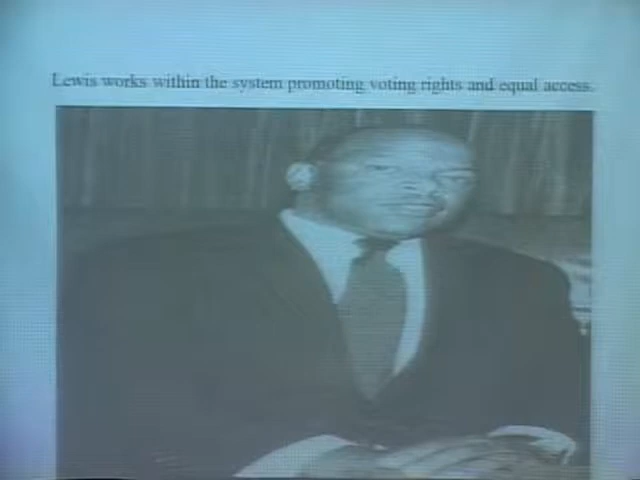 Lewis works within the system promoting voting rights and equal access.